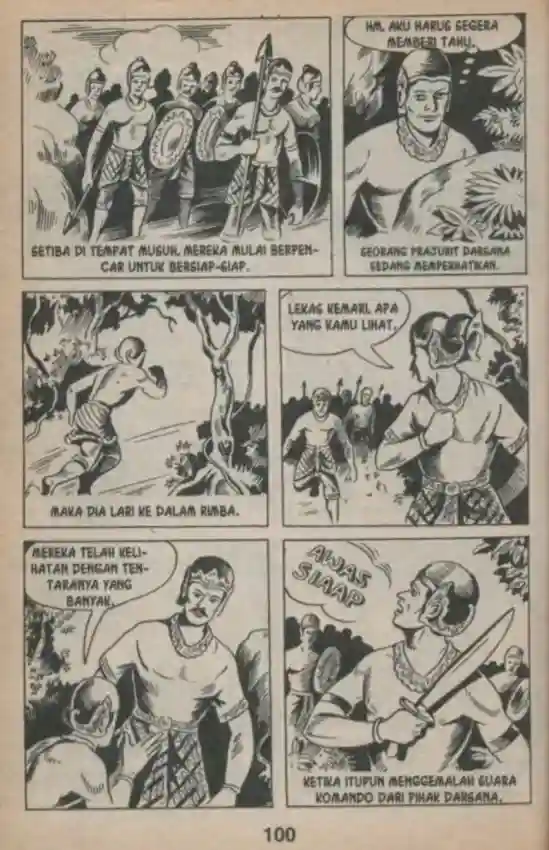 HM. AKU HARUS SEGERA
MEMBERI TAHU.
SETIBA DI TEMPAT MUSUH. MEREKA MULAI BERPEN-
CAR UNTUK BERSIAP-SIAP.
SEORANG PRAJURIT DARSANA
SEDANG MEMPERHATIKAN.
MAKA DIA LARI KE DALAM RIMBA.
LEKAS KEMARI. APA
YANG KAMU LIHAT.
MEREKA TELAH KELI-
HATAN DENGAN TEN-
TARANYA YANG
BANYAK.
AWAS
SIAAP
KETIKA ITUPUN MENGGEMALAH SUARA
KOMANDO DARI PIHAK DARSANA.
100